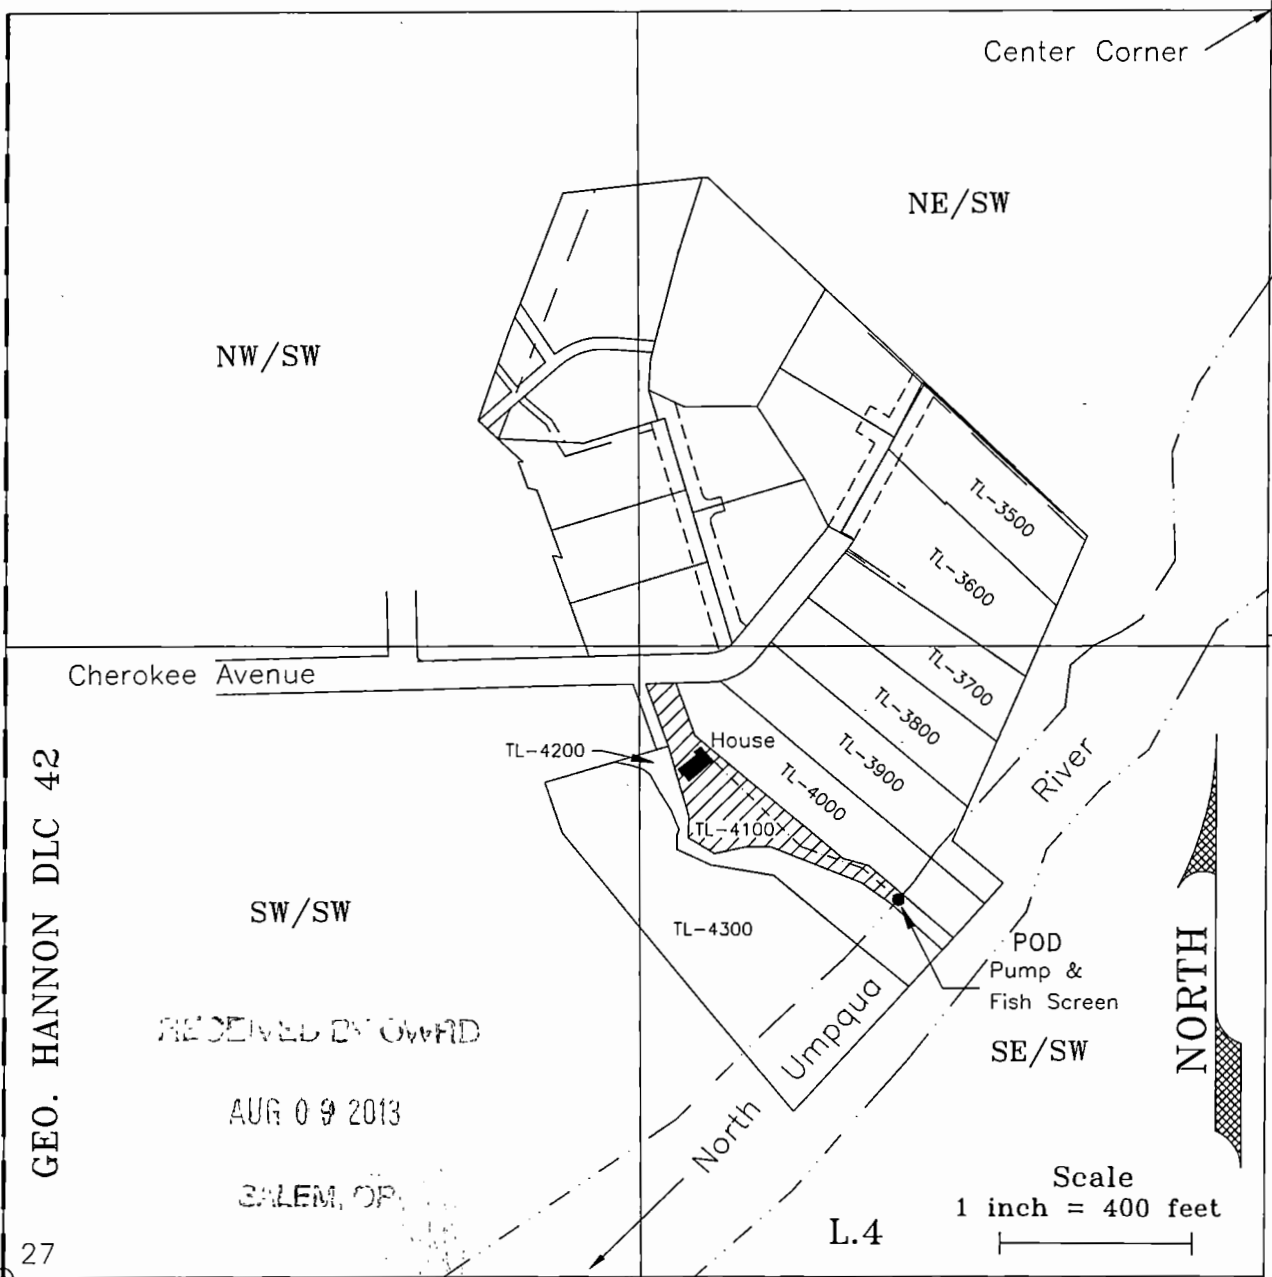 Center Corner
NE/SW
NW/SW
TL-3500
TL-3600
Cherokee Avenue
TL-3700
TL-3800
TL-3900
TL-4000
TL-4200
House
TL-4100
River
GEO. HANNON DLC 42
SW/SW
TL-4300
POD
Pump &
Fish Screen
NORTH
SE/SW
Umpqua
North
RECEIVED BY OWRD
AUG 09 2013
SALEM, OR
Scale
1 inch = 400 feet
L.4
27